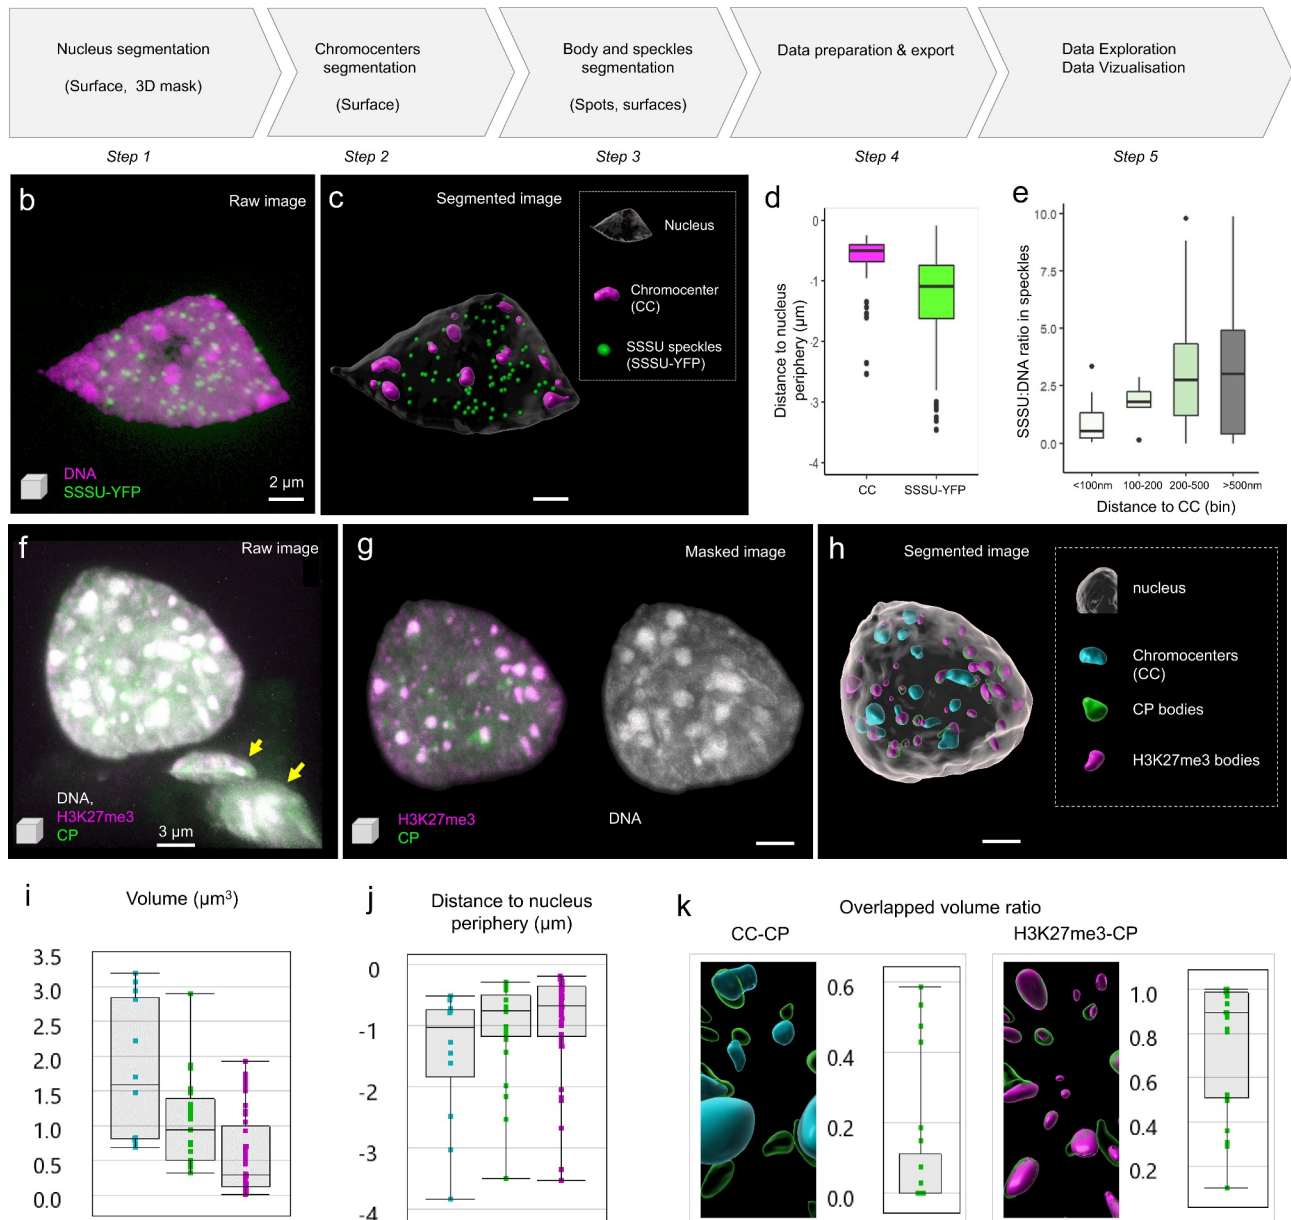 Nucleus segmentation
(Surface, 3D mask)
Chromocenters
segmentation
(Surface)
Body and speckles
segmentation
(Spots, surfaces)
Data preparation & export
Data Exploration
Data Vizualisation
Step 1
Step 2
Step 3
Step 4
Step 5
b
Raw image
DNA
SSSU-YFP
2 µm
c
Segmented image
Nucleus
Chromocenter
(CC)
SSSU speckles
(SSSU-YFP)
d
Distance to nucleus
periphery (µm)
0
-1
-2
-3
-4
CC
SSSU-YFP
e
SSSU:DNA ratio in speckles
10.0
7.5
5.0
2.5
0.0
<100nm
100-200
200-500
>500nm
Distance to CC (bin)
f
Raw image
DNA,
H3K27me3
CP
3 µm
g
Masked image
H3K27me3
CP
DNA
h
Segmented image
nucleus
Chromocenters
(CC)
CP bodies
H3K27me3 bodies
i
Volume (µm³)
3.5
3.0
2.5
2.0
1.5
1.0
0.5
0.0
j
Distance to nucleus
periphery (µm)
0
-1
-2
-3
-4
k
Overlapped volume ratio
CC-CP
0.6
0.4
0.2
0.0
H3K27me3-CP
1.0
0.8
0.6
0.4
0.2